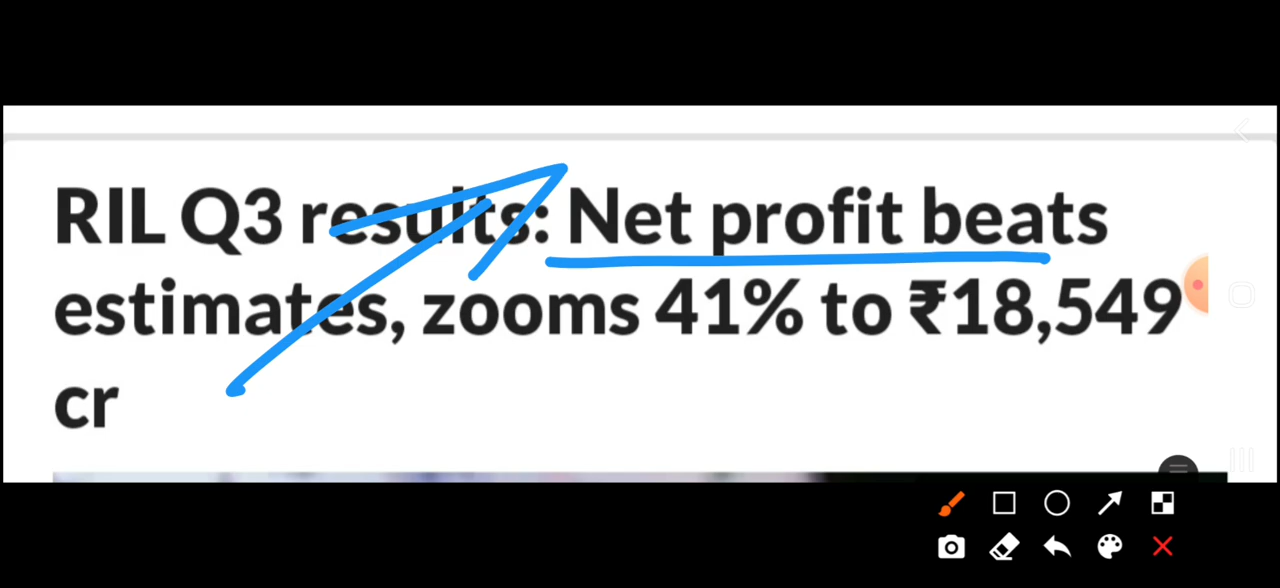 RIL Q3 results: Net profit beats
estimates, zooms 41% to ₹18,549
cr